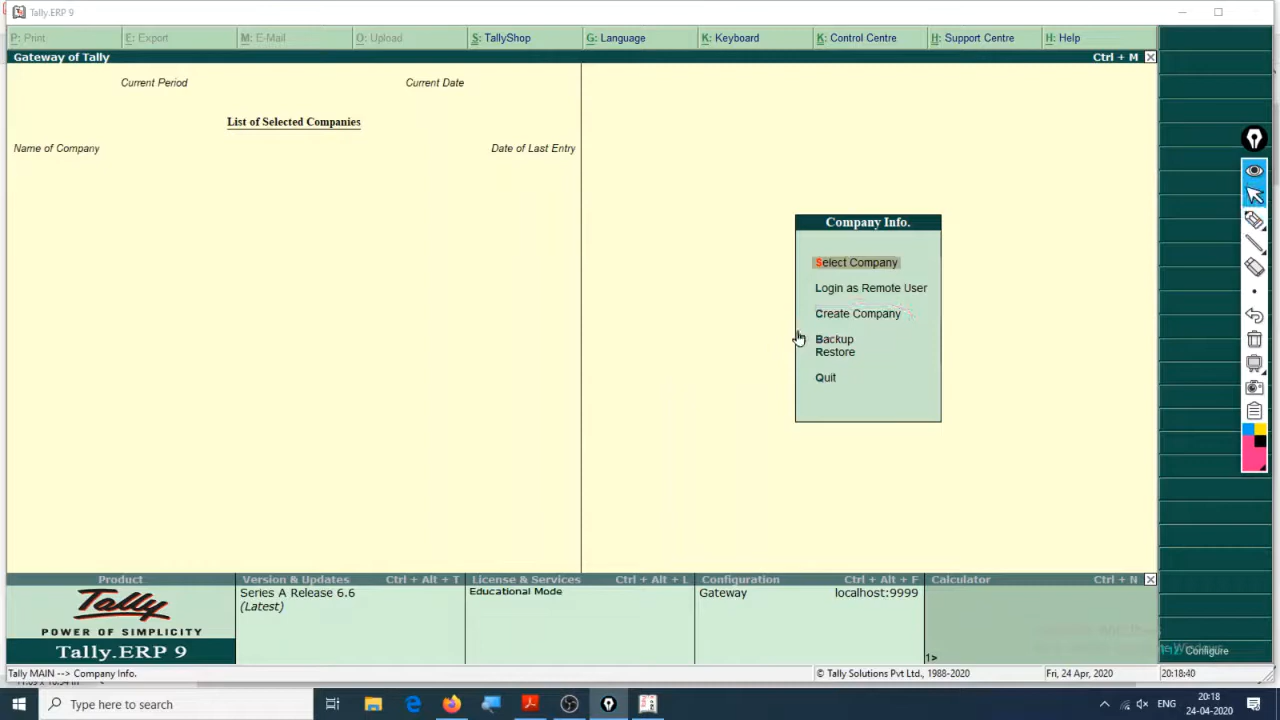 Tally.ERP 9
P: Print
E: Export
M: E-Mail
O: Upload
S: TallyShop
G: Language
K: Keyboard
K: Control Centre
H: Support Centre
H: Help
Gateway of Tally
Ctrl + M
Current Period
Current Date
List of Selected Companies
Name of Company
Date of Last Entry
Company Info.
Select Company
Login as Remote User
Create Company
Backup
Restore
Quit
Product
Tally
POWER OF SIMPLICITY
Tally.ERP 9
Version & Updates
Ctrl + Alt + T
Series A Release 6.6
(Latest)
License & Services
Ctrl + Alt + L
Educational Mode
Configuration
Ctrl + Alt + F
Gateway
localhost:9999
Calculator
Ctrl + N
1>
Configure
Tally MAIN --> Company Info.
© Tally Solutions Pvt Ltd., 1988-2020
Fri, 24 Apr, 2020
20:18:40
Type here to search
ENG
20:18
24-04-2020